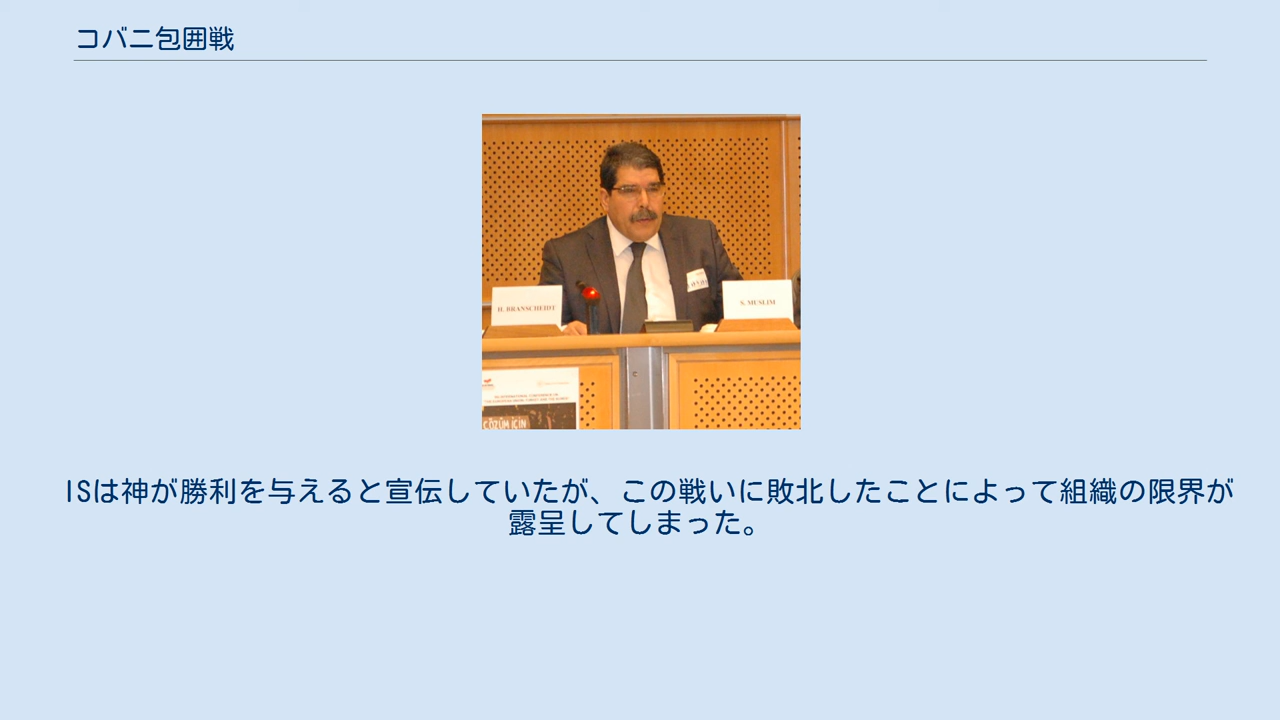 コバニ包囲戦
H. BRANSCHEIDT
S. MUSLIM
ÇÖZÜM İÇİN
ISは神が勝利を与えると宣伝していたが、この戦いに敗北したことによって組織の限界が
露呈してしまった。